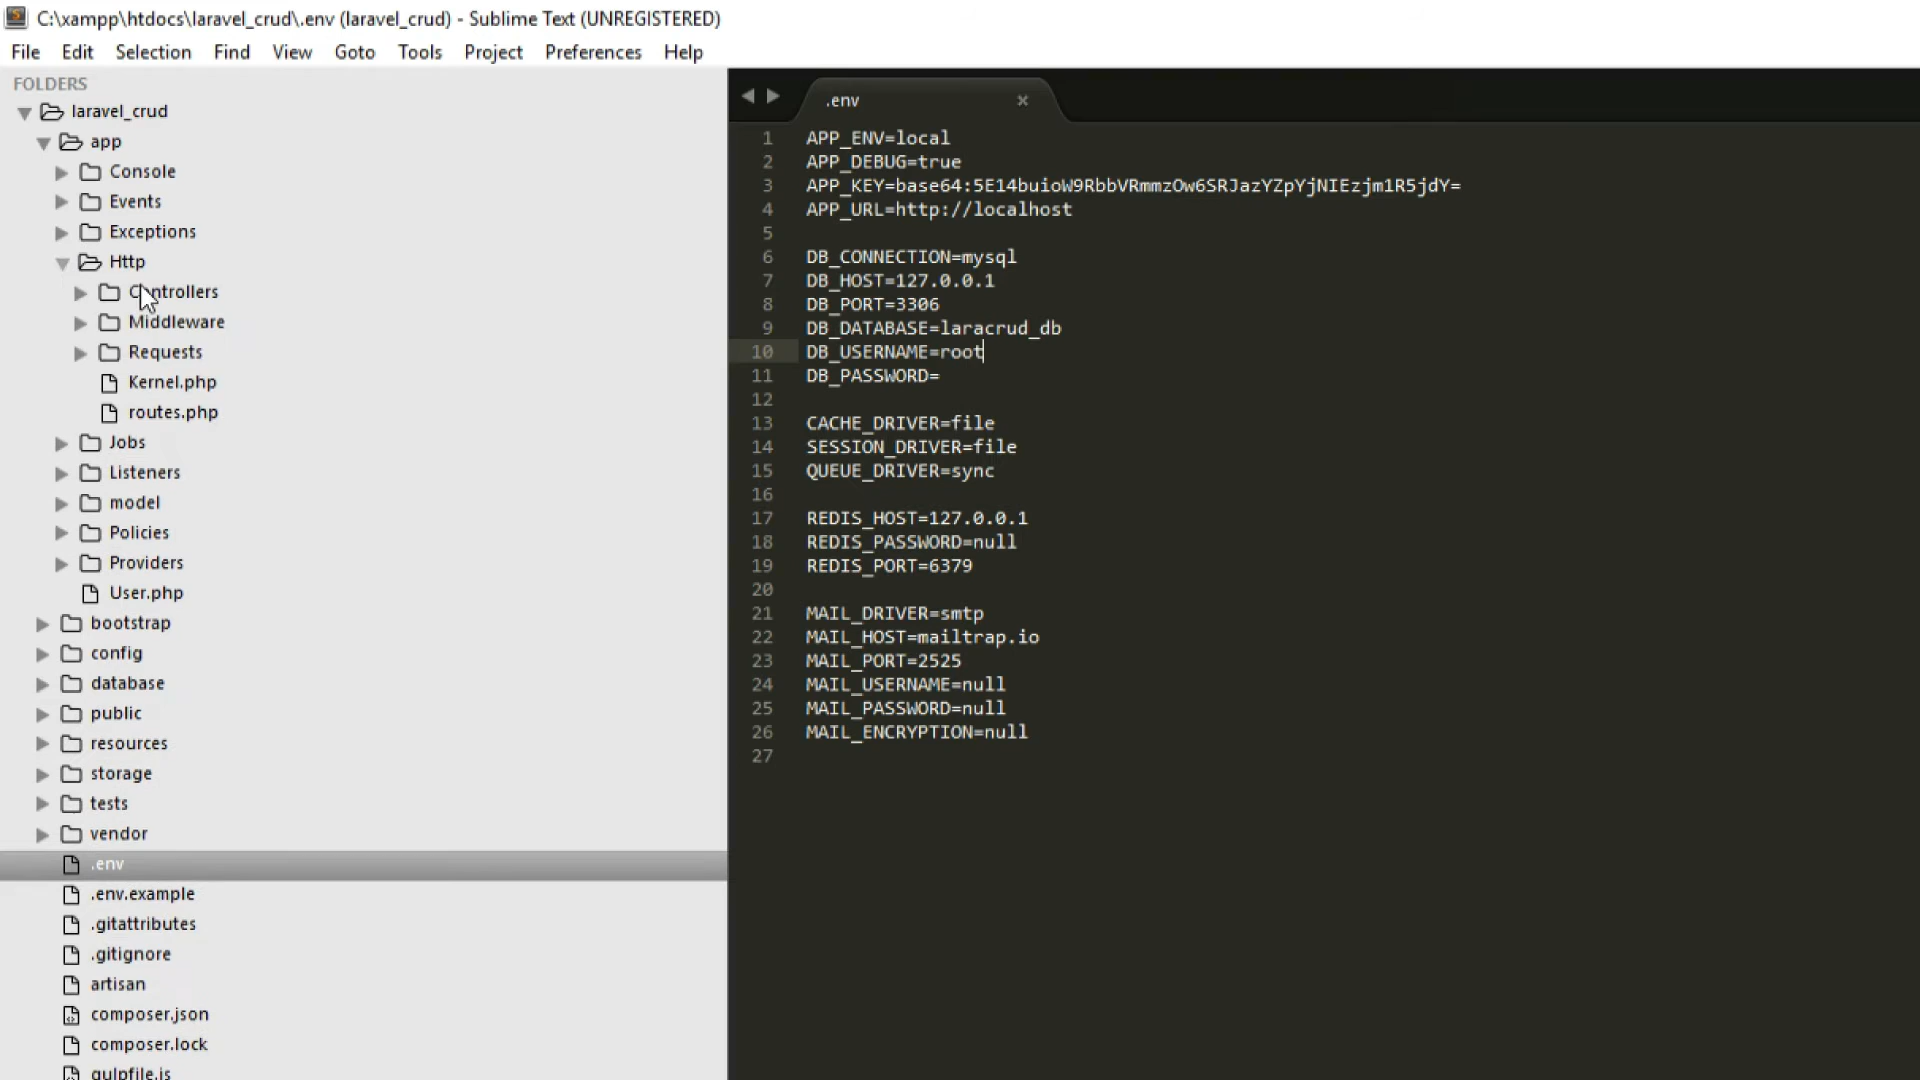 C:\xampp\htdocs\laravel_crud\.env (laravel_crud) - Sublime Text (UNREGISTERED)
File Edit Selection Find View Goto Tools Project Preferences Help
FOLDERS
laravel_crud
app
Console
Events
Exceptions
Http
Controllers
Middleware
Requests
Kernel.php
routes.php
Jobs
Listeners
model
Policies
Providers
User.php
bootstrap
config
database
public
resources
storage
tests
vendor
.env
.env.example
.gitattributes
.gitignore
artisan
composer.json
composer.lock
gulpfile.js
.env
1 APP_ENV=local
2 APP_DEBUG=true
3 APP_KEY=base64:5E14buioW9RbbVRmmzOw6SRJazYZpYjNIEzjm1R5jdY=
4 APP_URL=http://localhost
5
6 DB_CONNECTION=mysql
7 DB_HOST=127.0.0.1
8 DB_PORT=3306
9 DB_DATABASE=laracrud_db
10 DB_USERNAME=root
11 DB_PASSWORD=
12
13 CACHE_DRIVER=file
14 SESSION_DRIVER=file
15 QUEUE_DRIVER=sync
16
17 REDIS_HOST=127.0.0.1
18 REDIS_PASSWORD=null
19 REDIS_PORT=6379
20
21 MAIL_DRIVER=smtp
22 MAIL_HOST=mailtrap.io
23 MAIL_PORT=2525
24 MAIL_USERNAME=null
25 MAIL_PASSWORD=null
26 MAIL_ENCRYPTION=null
27